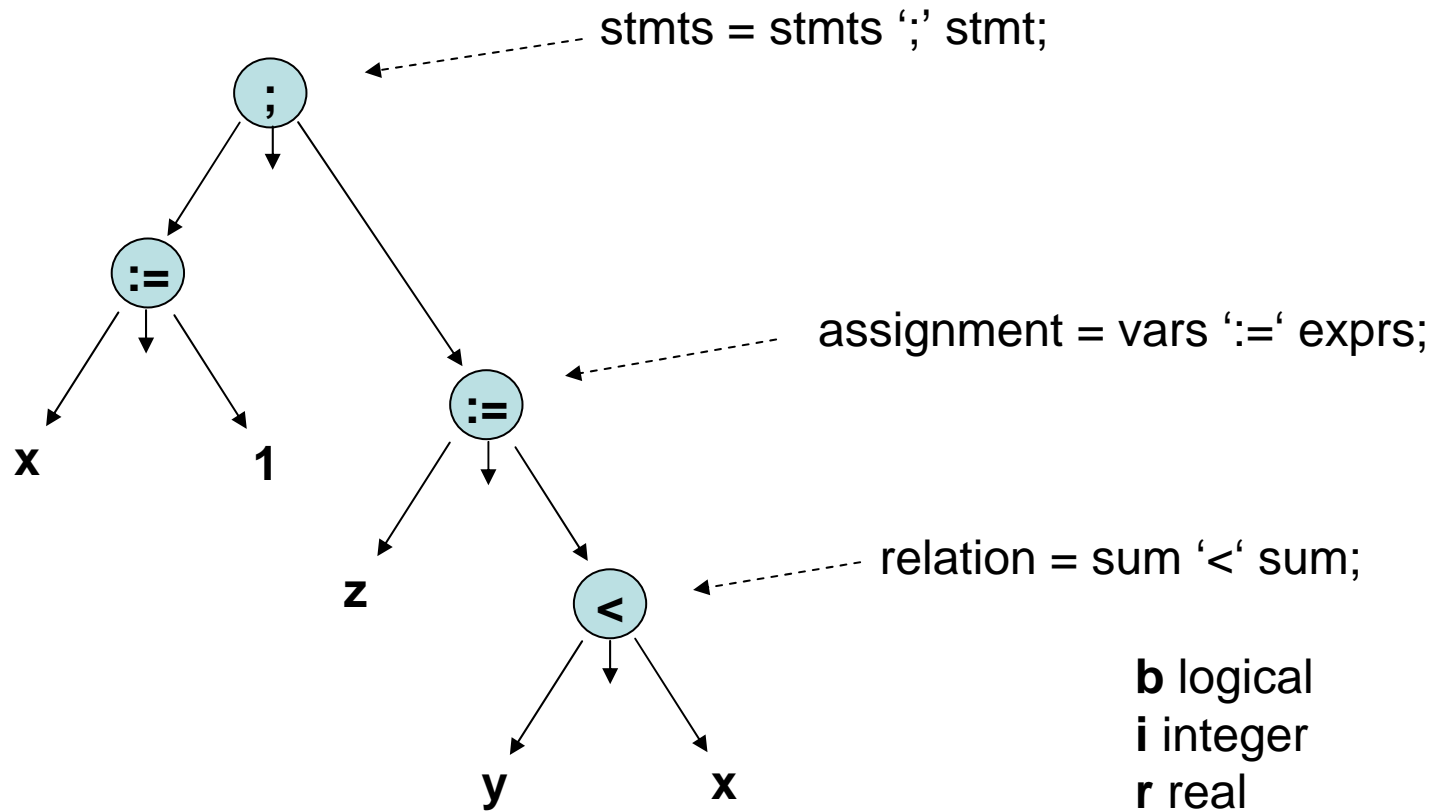 stmts = stmts ‘;’ stmt;
;
:=
assignment = vars ‘:=‘ exprs;
:=
x
1
relation = sum ‘<‘ sum;
z
<
b logical
i integer
y
x
r real